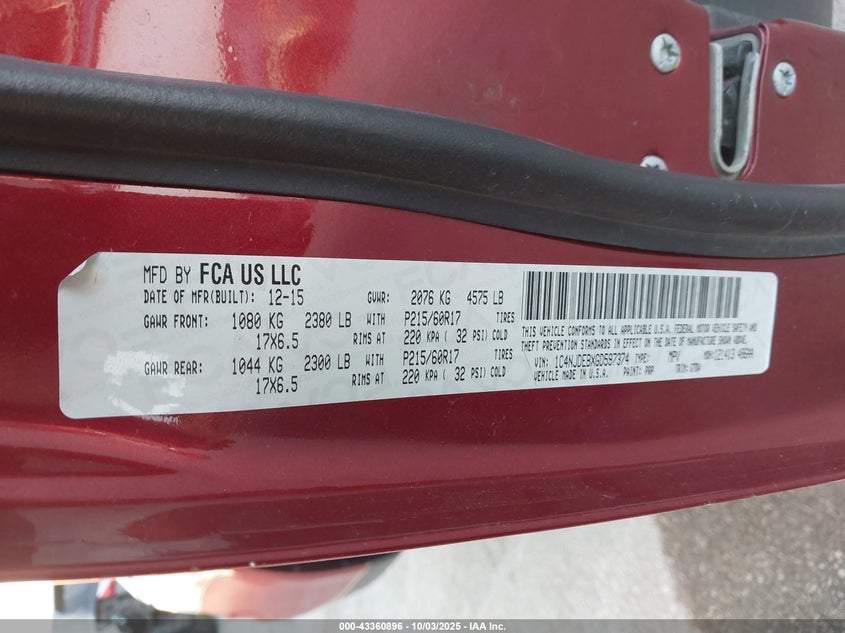 MFD BY FCA US LLC
DATE OF MFR(BUILT): 12-15 GVWR: 2076 KG 4575 LB
GAWR FRONT: 1080 KG 2380 LB WITH P215/60R17 TIRES
17X6.5 RIMS AT 220 KPA ( 32 PSI) COLD
GAWR REAR: 1044 KG 2300 LB WITH P215/60R17 TIRES
17X6.5 RIMS AT 220 KPA ( 32 PSI) COLD
THIS VEHICLE CONFORMS TO ALL APPLICABLE U.S.A. FEDERAL MOTOR VEHICLE SAFETY AND
THEFT PREVENTION STANDARDS IN EFFECT ON THE DATE OF MANUFACTURE SHOWN ABOVE.
VIN: 1C4NJDEBXGD597374 TYPE: MPV MDH:
VEHICLE MADE IN U.S.A. PAINT: PRP TRIM:
000-43360896 - 10/03/2025 - IAA Inc.